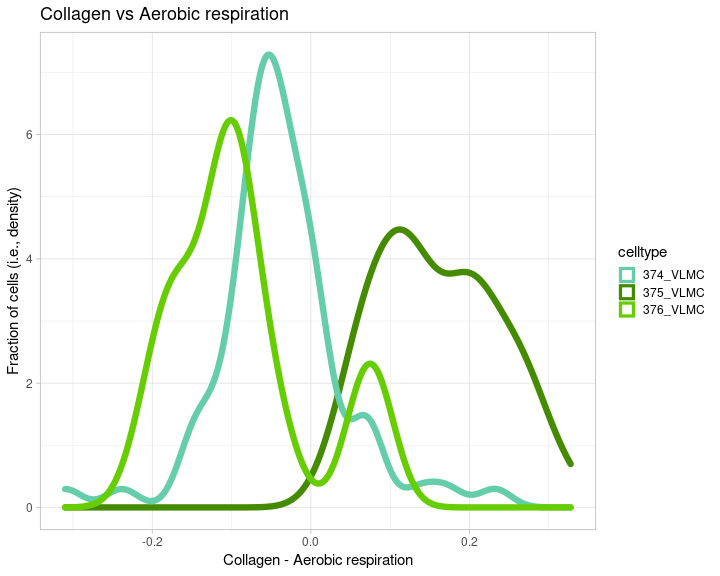 Collagen vs Aerobic respiration
Fraction of cells (i.e., density)
6
4
2
0
-0.2
0.0
0.2
Collagen - Aerobic respiration
celltype
374_VLMC
375_VLMC
376_VLMC